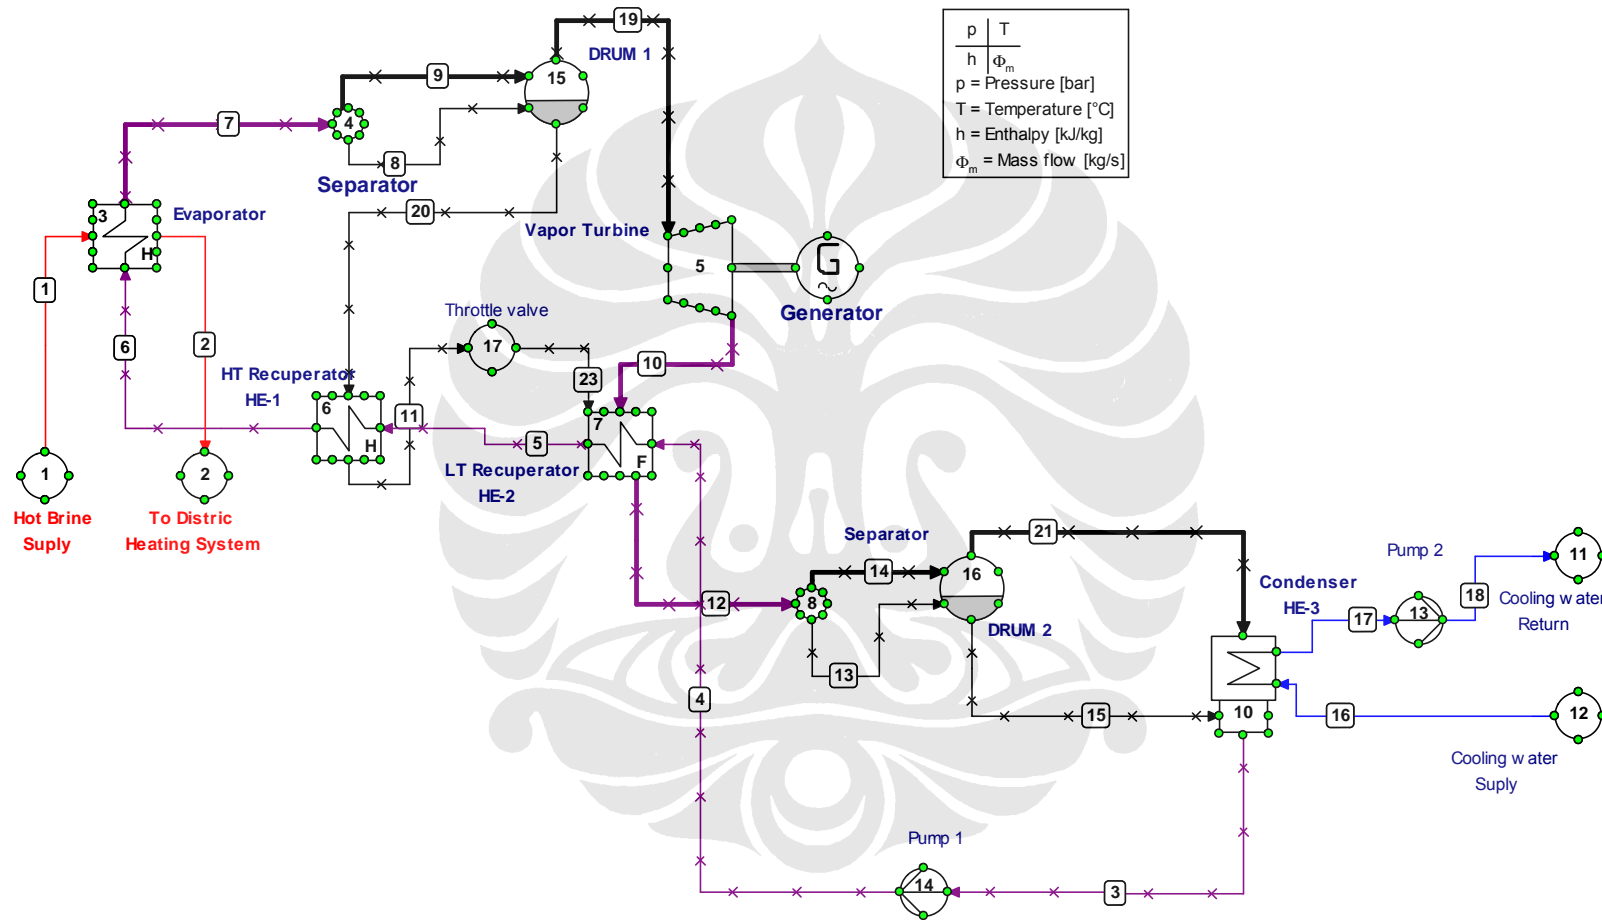 19
p T
h Φm
p = Pressure [bar]
T = Temperature [°C]
h = Enthalpy [kJ/kg]
Φm = Mass flow [kg/s]
DRUM 1
9
15
7
4
8
Separator
3
H
Evaporator
20
Vapor Turbine
5
G
Generator
1
6
2
Throttle valve
17
10
23
HT Recuperator
HE-1
6
H
11
7
F
5
LT Recuperator
HE-2
1
2
Hot Brine
Suply
To Distric
Heating System
Separator
21
14
16
8
12
13
DRUM 2
Condenser
HE-3
Pump 2
11
18
Cooling water
Return
17
13
4
15
10
16
12
Cooling water
Suply
Pump 1
14
3